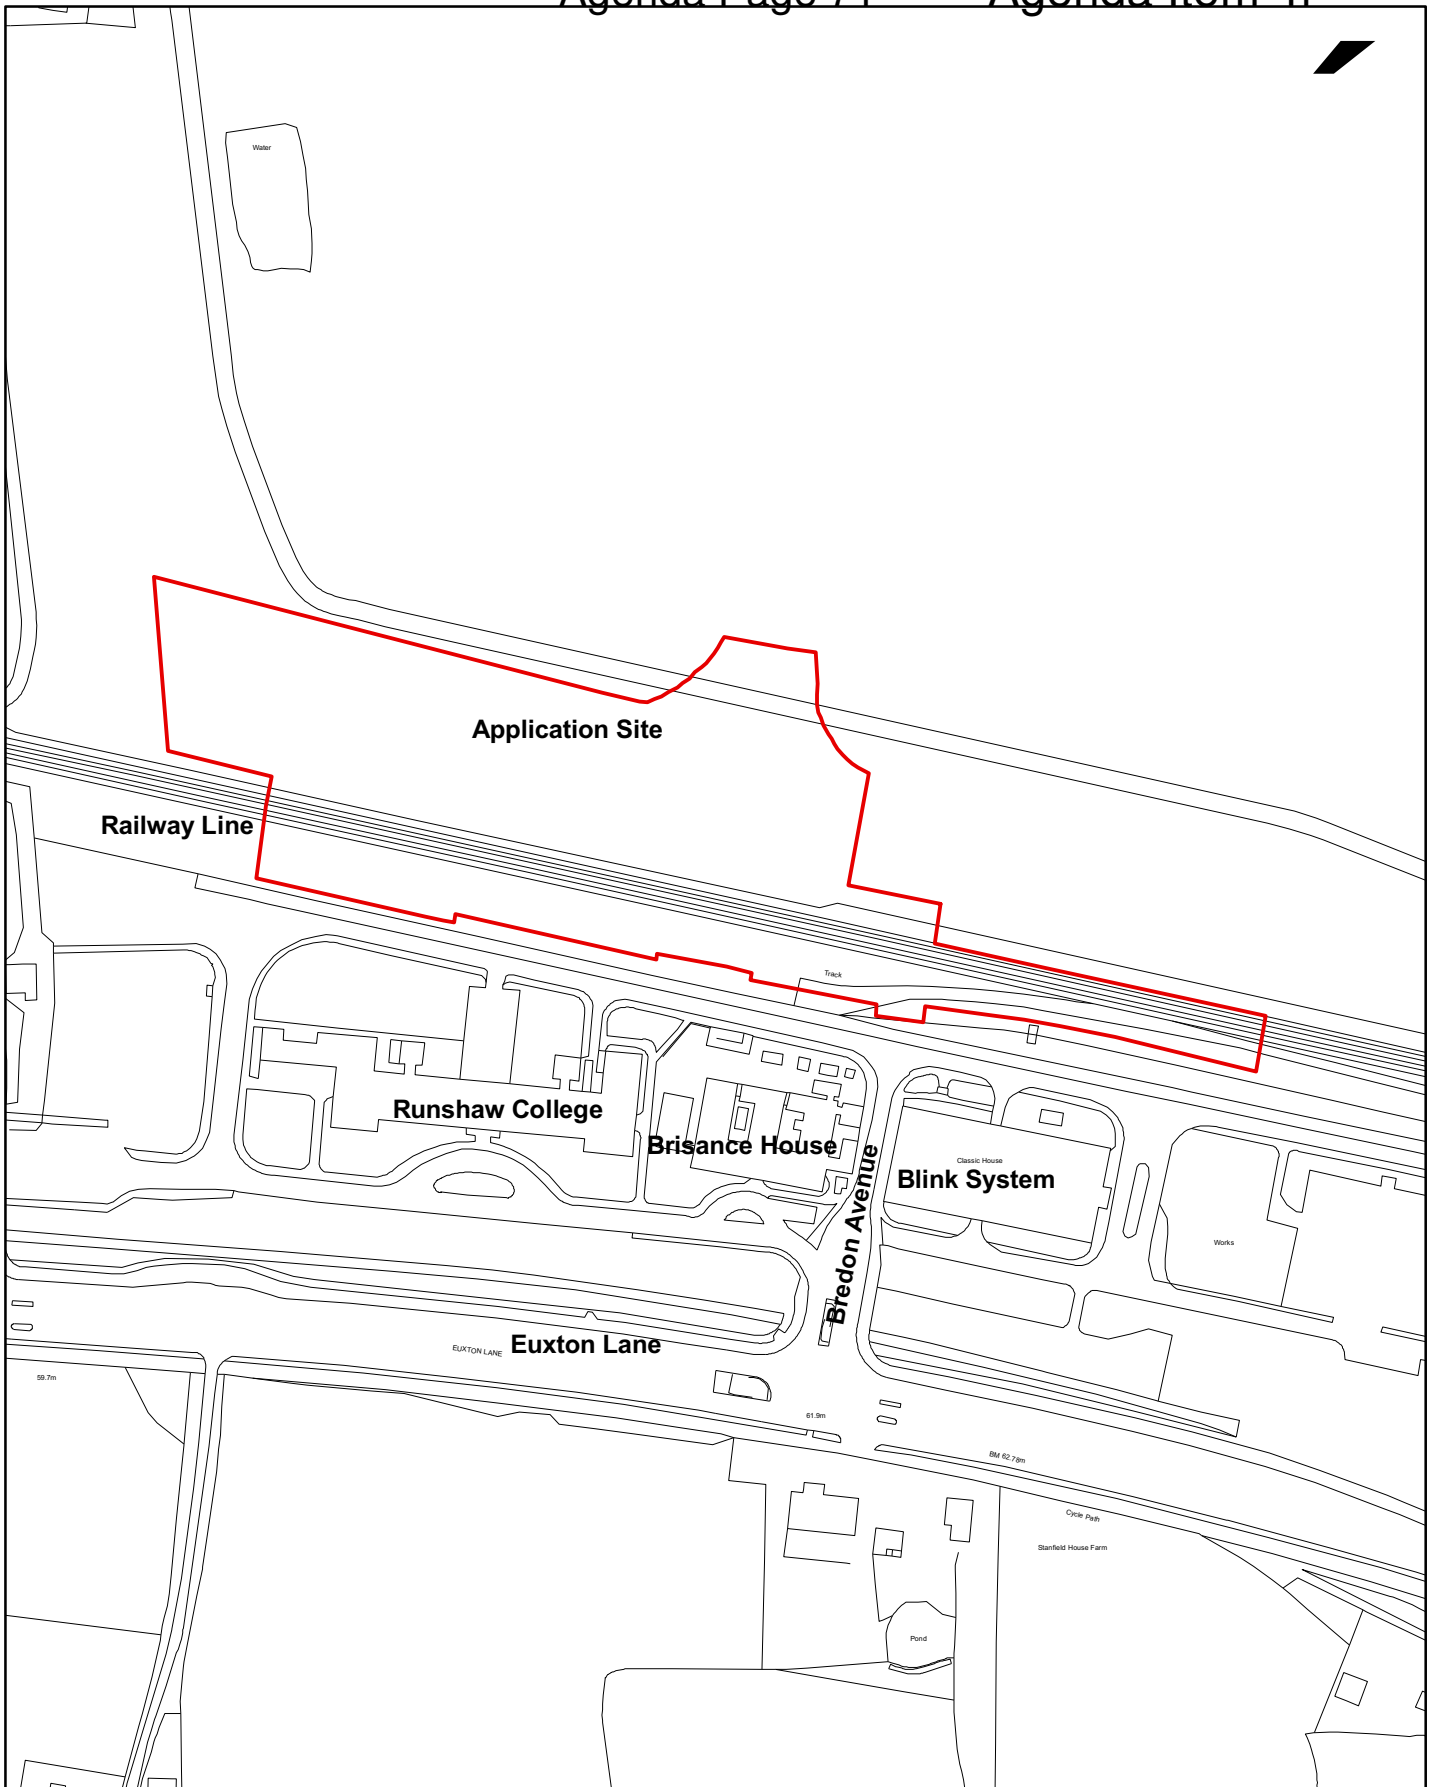 Agenda Page 71 Agenda Item
Water
Application Site
Railway Line
Track
Runshaw College
Brisance House
Bredon Avenue
Classic House
Blink System
Works
EUXTON LANE
Euxton Lane
59.7m
61.9m
BM 62.78m
Cycle Path
Stanfield House Farm
Pond